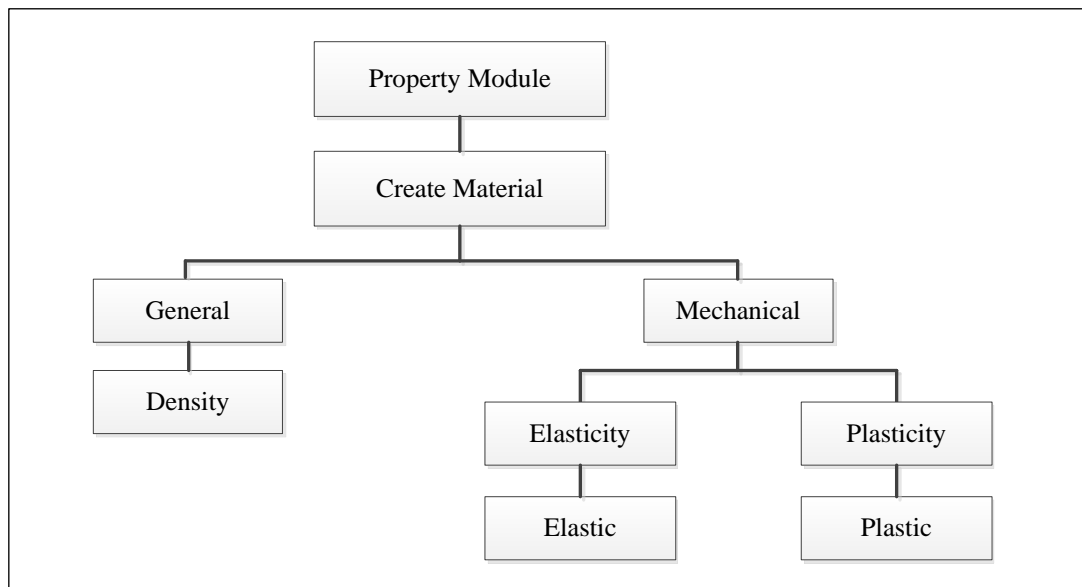 Property Module
Create Material
General
Mechanical
Density
Elasticity
Plasticity
Elastic
Plastic